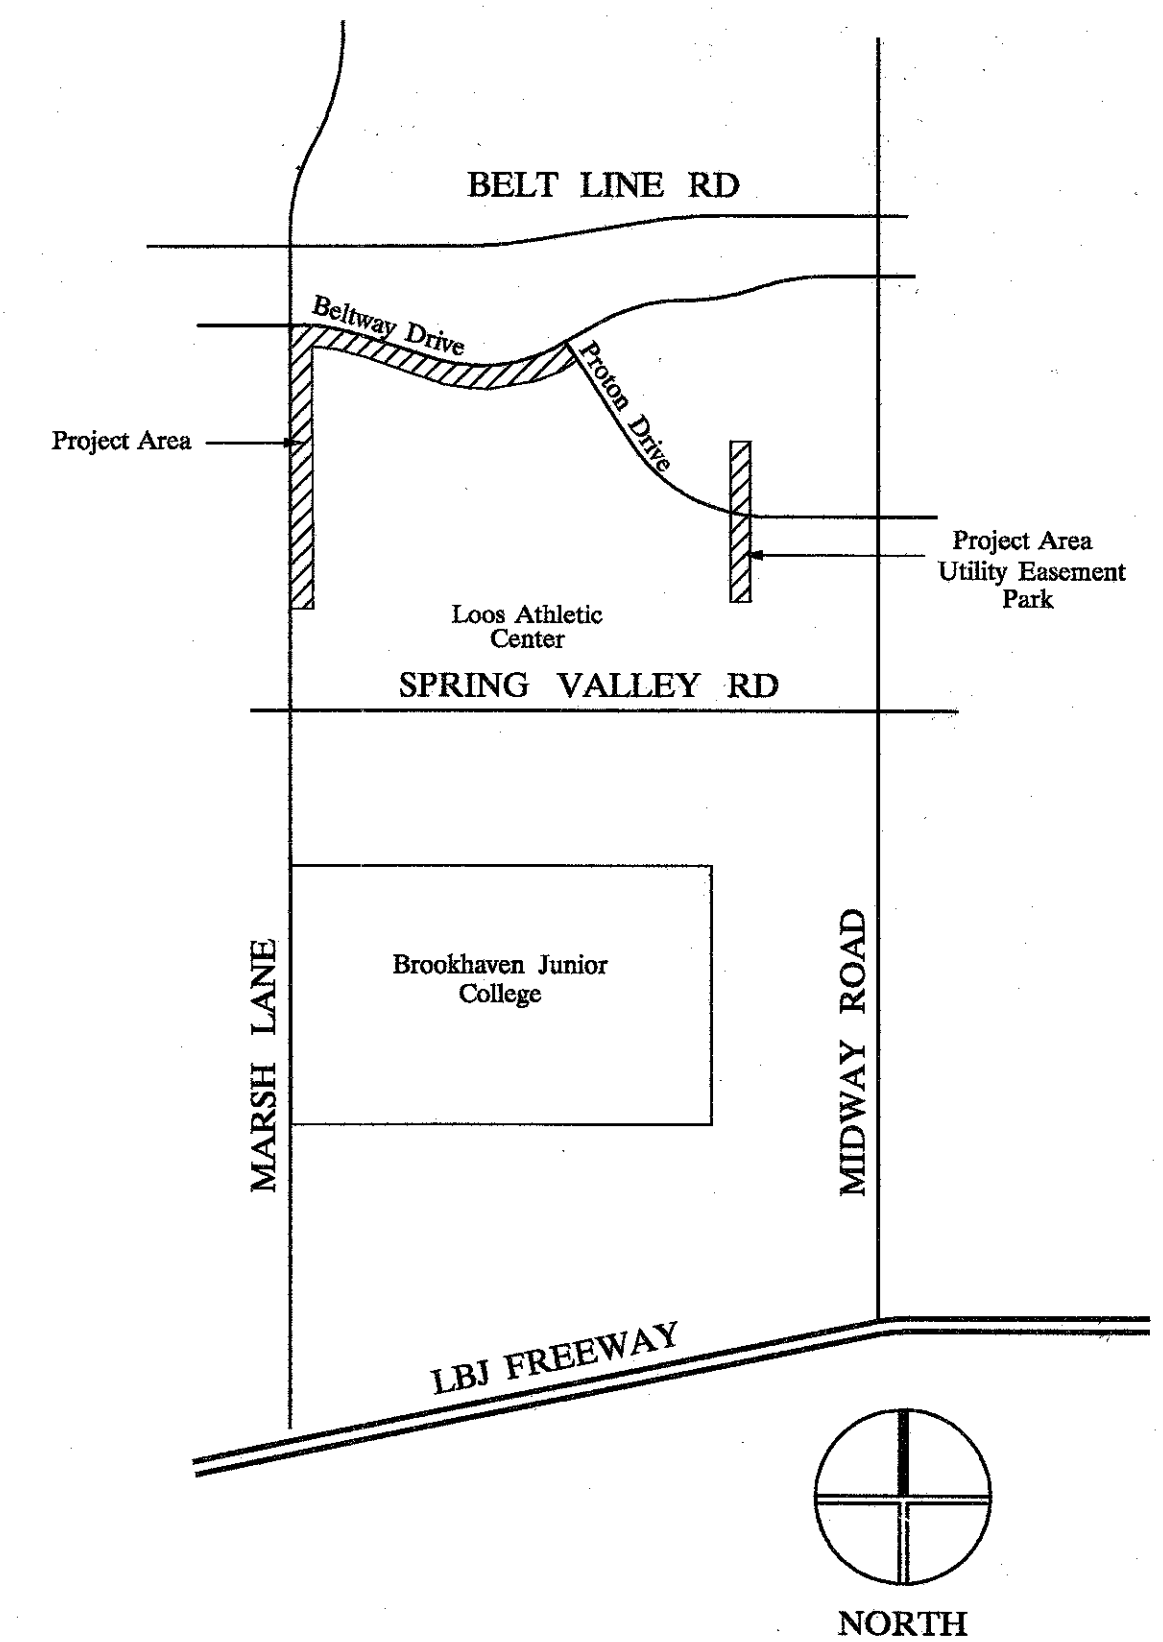 BELT LINE RD
Beltway Drive
Proton Drive
Project Area
Project Area
Utility Easement
Park
Loos Athletic
Center
SPRING VALLEY RD
Brookhaven Junior
College
MARSH LANE
MIDWAY ROAD
LBJ FREEWAY
NORTH